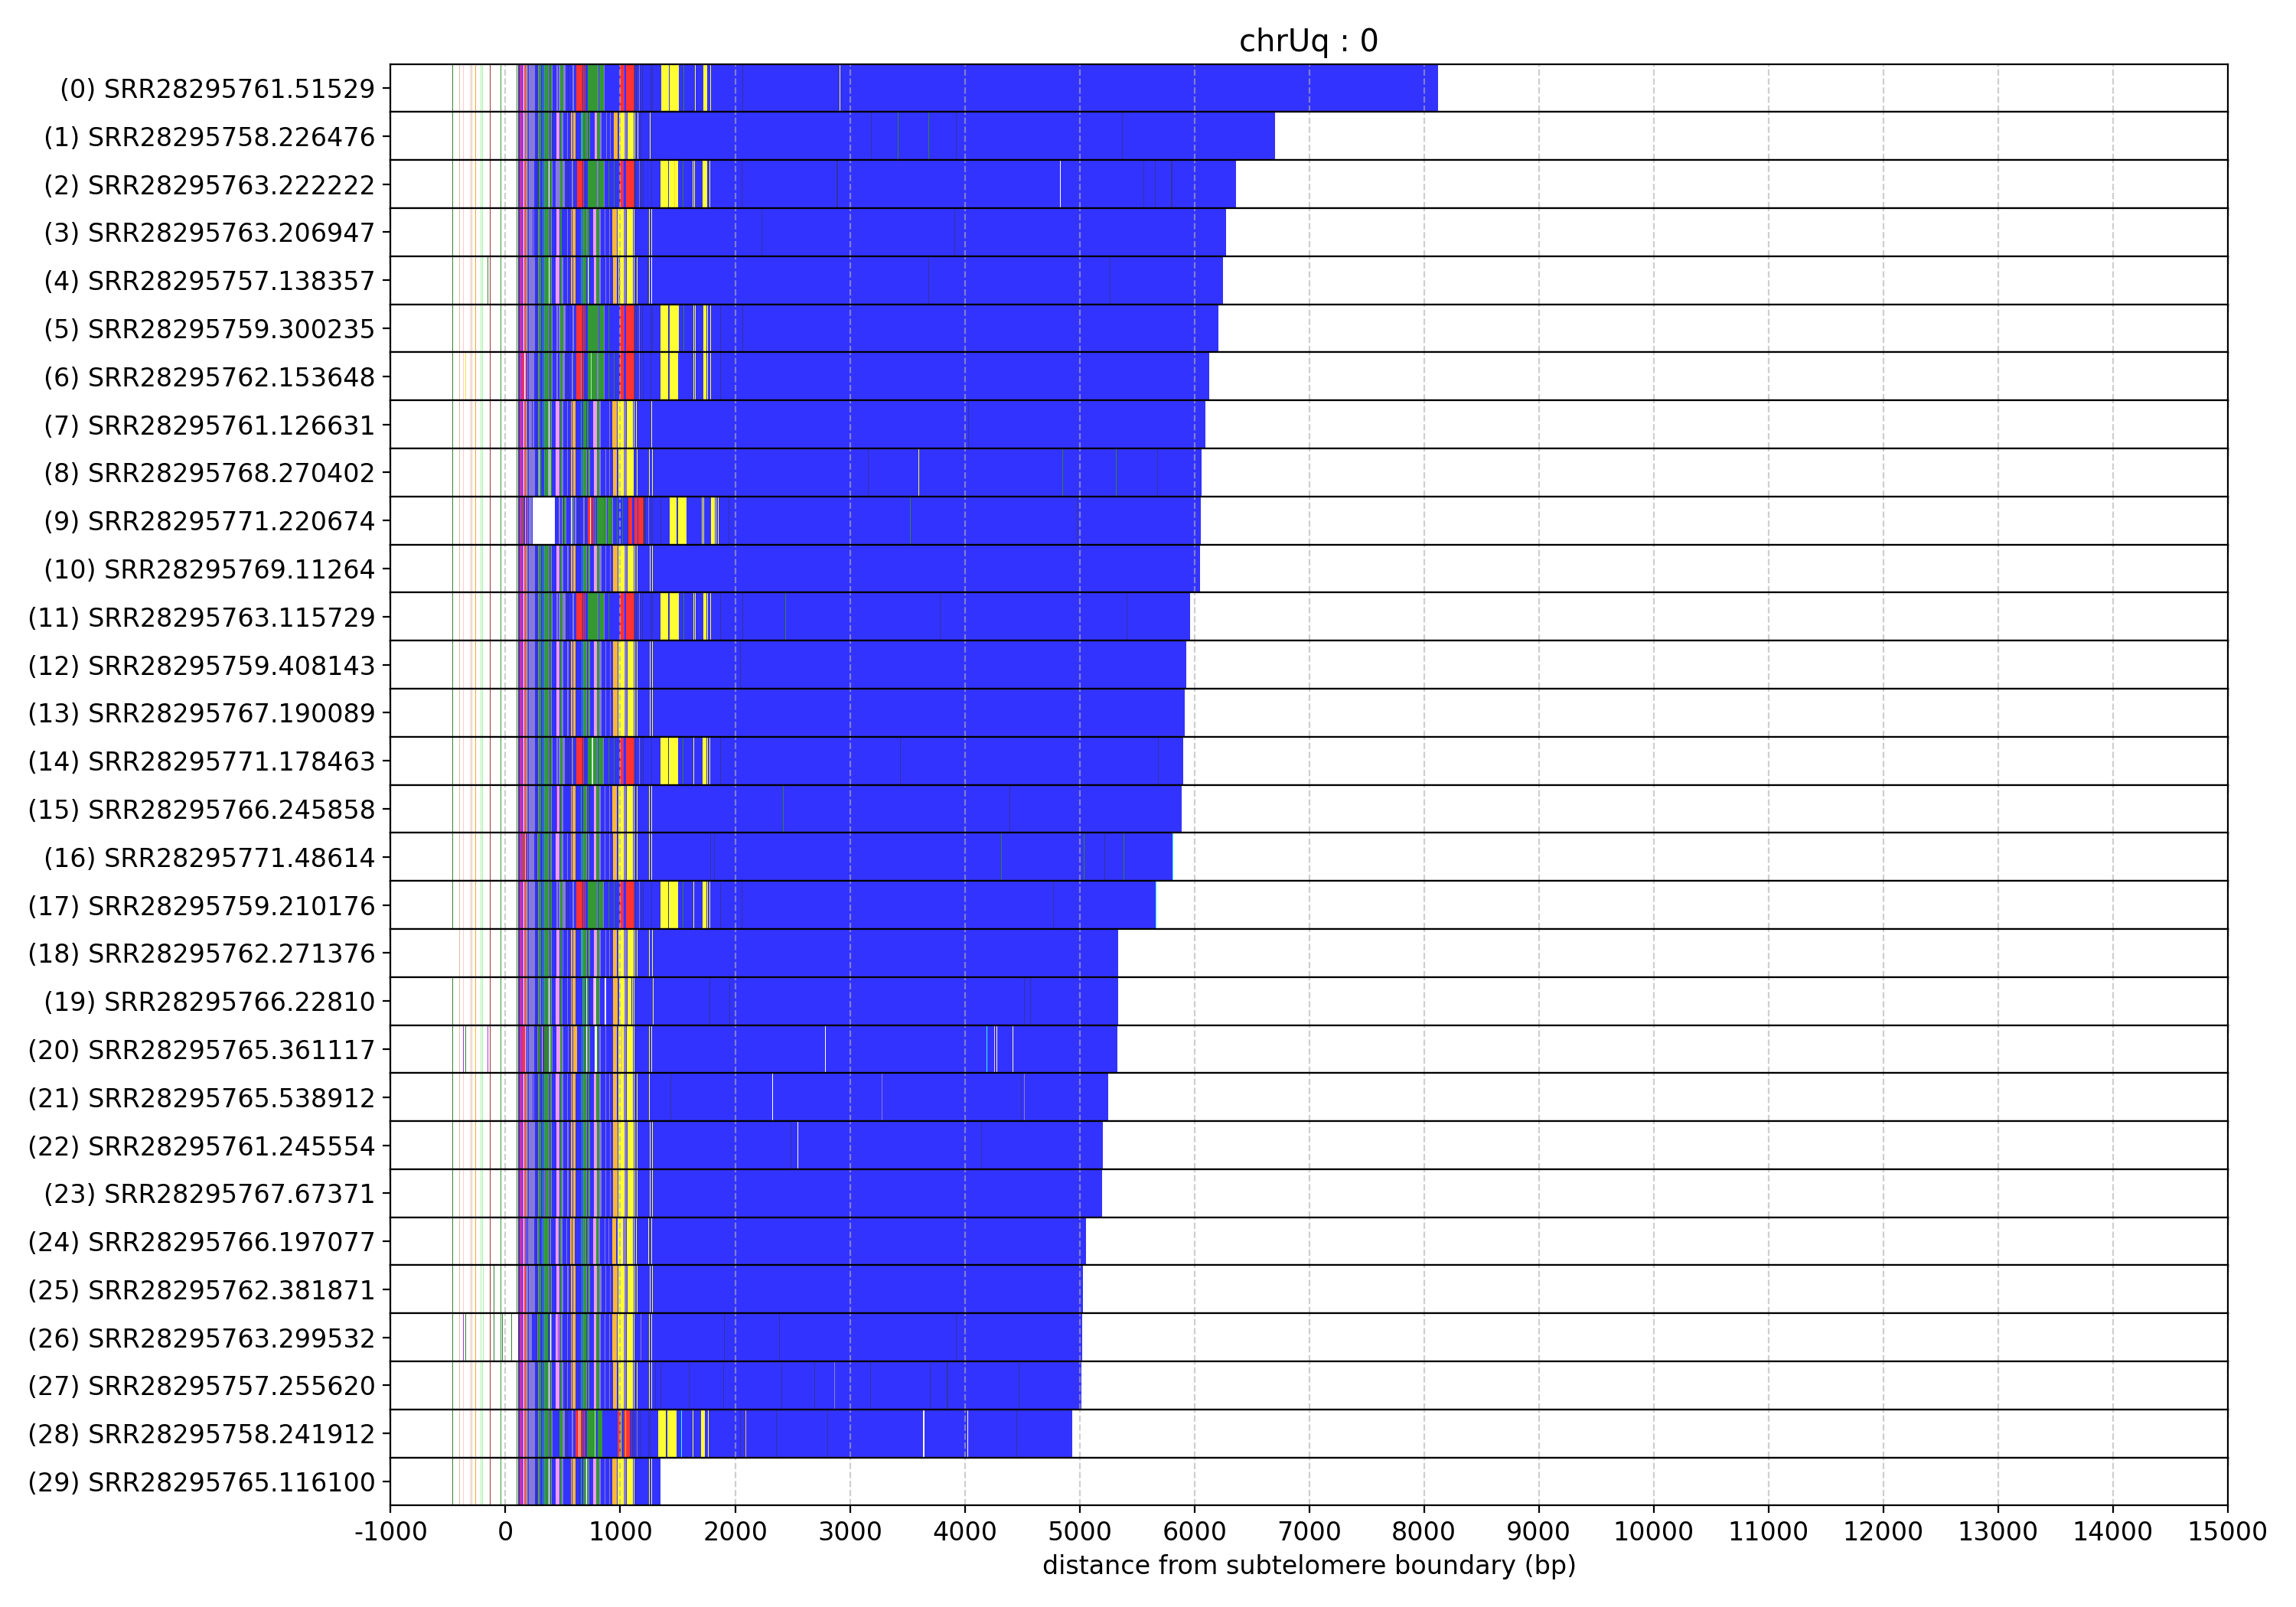 chrUq : 0
(0) SRR28295761.51529
(1) SRR28295758.226476
(2) SRR28295763.222222
(3) SRR28295763.206947
(4) SRR28295757.138357
(5) SRR28295759.300235
(6) SRR28295762.153648
(7) SRR28295761.126631
(8) SRR28295768.270402
(9) SRR28295771.220674
(10) SRR28295769.11264
(11) SRR28295763.115729
(12) SRR28295759.408143
(13) SRR28295767.190089
(14) SRR28295771.178463
(15) SRR28295766.245858
(16) SRR28295771.48614
(17) SRR28295759.210176
(18) SRR28295762.271376
(19) SRR28295766.22810
(20) SRR28295765.361117
(21) SRR28295765.538912
(22) SRR28295761.245554
(23) SRR28295767.67371
(24) SRR28295766.197077
(25) SRR28295762.381871
(26) SRR28295763.299532
(27) SRR28295757.255620
(28) SRR28295758.241912
(29) SRR28295765.116100
-1000 0 1000 2000 3000 4000 5000 6000 7000 8000 9000 10000 11000 12000 13000 14000 15000
distance from subtelomere boundary (bp)